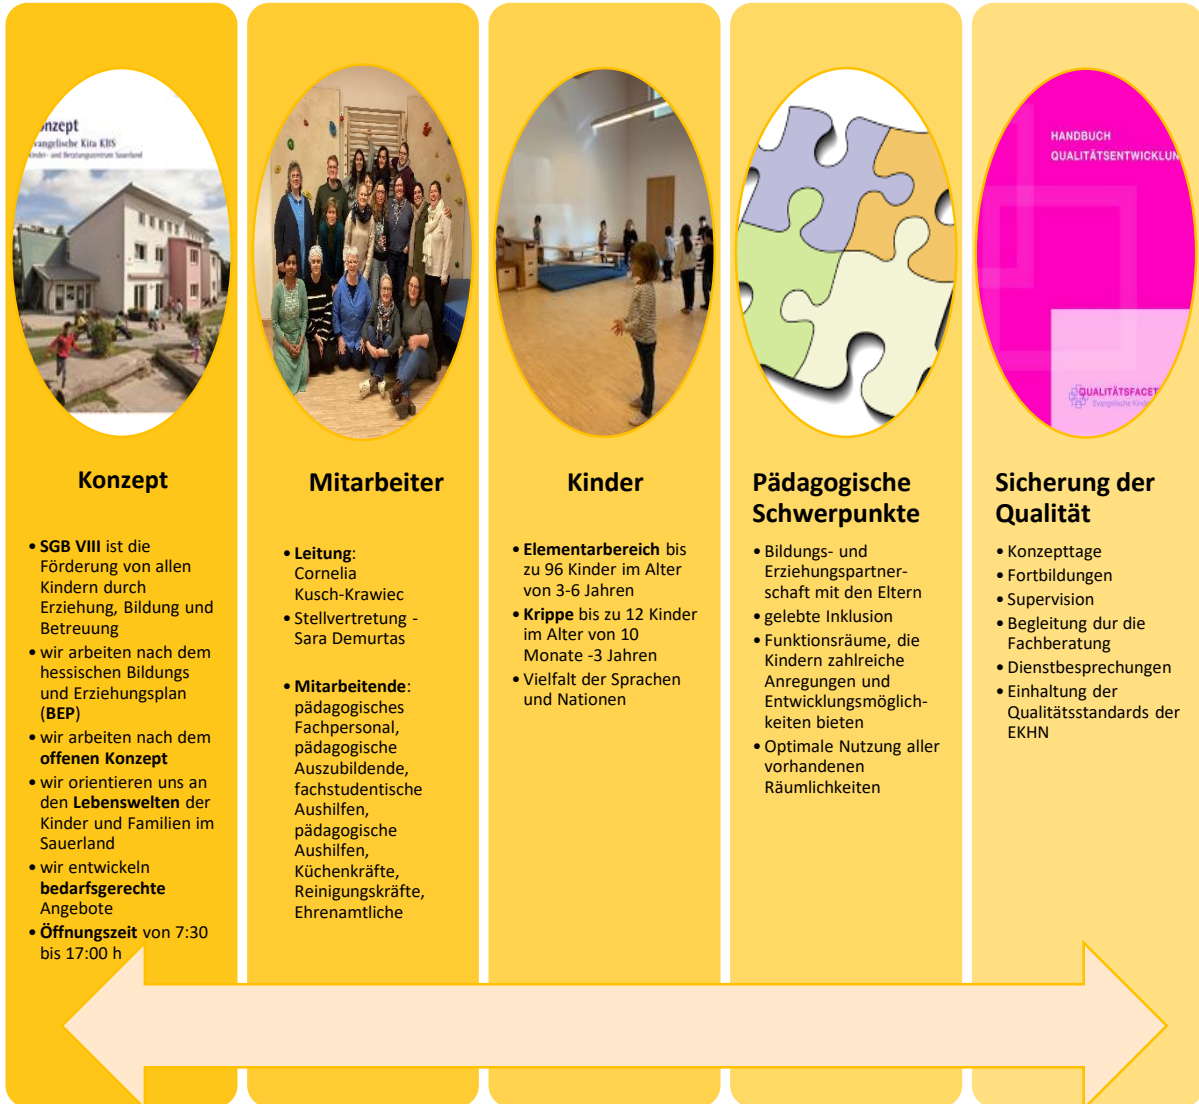 onzept
vangelische Kita KBS
Kinder- und Beratungszentrum Sauerland
Konzept
• SGB VIII ist die
Förderung von allen
Kindern durch
Erziehung, Bildung und
Betreuung
• wir arbeiten nach dem
hessischen Bildungs
und Erziehungsplan
(BEP)
• wir arbeiten nach dem
offenen Konzept
• wir orientieren uns an
den Lebenswelten der
Kinder und Familien im
Sauerland
• wir entwickeln
bedarfsgerechte
Angebote
• Öffnungszeit von 7:30
bis 17:00 h
Mitarbeiter
• Leitung:
Cornelia
Kusch-Krawiec
• Stellvertretung -
Sara Demurtas
• Mitarbeitende:
pädagogisches
Fachpersonal,
pädagogische
Auszubildende,
fachstudentische
Aushilfen,
pädagogische
Aushilfen,
Küchenkräfte,
Reinigungskräfte,
Ehrenamtliche
Kinder
• Elementarbereich bis
zu 96 Kinder im Alter
von 3-6 Jahren
• Krippe bis zu 12 Kinder
im Alter von 10
Monate -3 Jahren
• Vielfalt der Sprachen
und Nationen
Pädagogische
Schwerpunkte
• Bildungs- und
Erziehungspartner-
schaft mit den Eltern
• gelebte Inklusion
• Funktionsräume, die
Kindern zahlreiche
Anregungen und
Entwicklungsmöglich-
keiten bieten
• Optimale Nutzung aller
vorhandenen
Räumlichkeiten
HANDBUCH
QUALITÄTSENTWICKLUN
QUALITÄTSFACET
Evangelische Kinde
Sicherung der
Qualität
• Konzepttage
• Fortbildungen
• Supervision
• Begleitung dur die
Fachberatung
• Dienstbesprechungen
• Einhaltung der
Qualitätsstandards der
EKHN